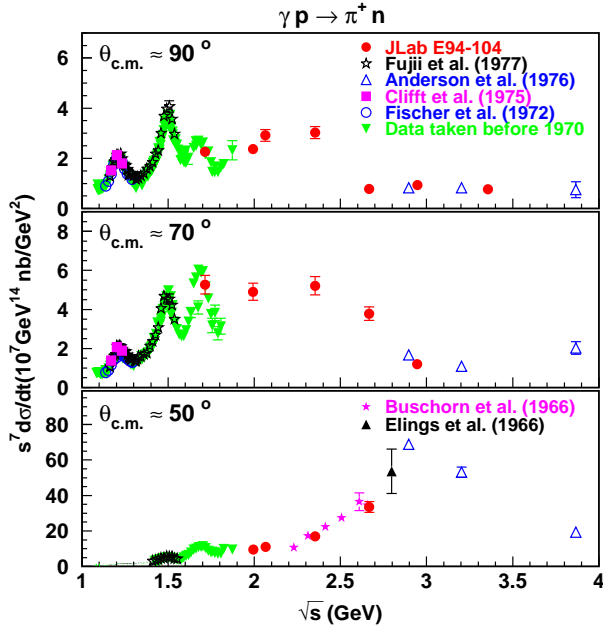 γ p → π⁺ n
θc.m. ≈ 90 °
JLab E94-104
Fujii et al. (1977)
Anderson et al. (1976)
Clifft et al. (1975)
Fischer et al. (1972)
Data taken before 1970
6
4
2
0
θc.m. ≈ 70 °
8
6
4
2
0
θc.m. ≈ 50 °
Buschorn et al. (1966)
Elings et al. (1966)
80
60
40
20
0
s⁷dσ/dt(10⁷GeV¹⁴ nb/GeV²)
1 1.5 2 2.5 3 3.5 4
√s (GeV)